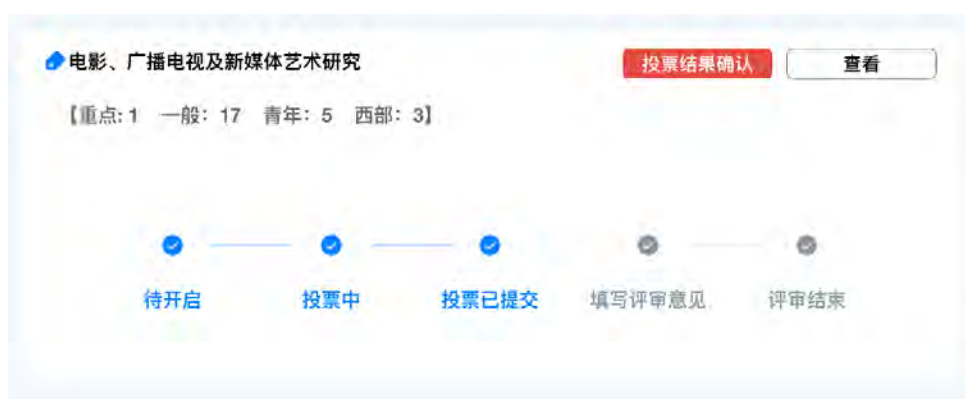 电影、广播电视及新媒体艺术研究 投票结果确认 查看
【重点: 1 一般: 17 青年: 5 西部: 3】
待开启 投票中 投票已提交 填写评审意见 评审结束